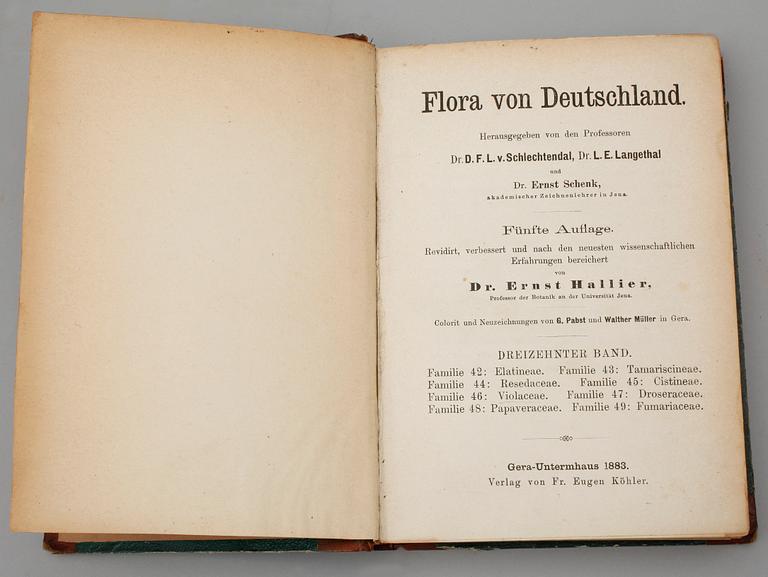 Flora von Deutschland.
Herausgegeben von den Professoren
Dr. D. F. L. v. Schlechtendal, Dr. L. E. Langethal
und
Dr. Ernst Schenk,
akademischer Zeichnenlehrer in Jena.
Fünfte Auflage.
Revidirt, verbessert und nach den neuesten wissenschaftlichen
Erfahrungen bereichert
von
Dr. Ernst Hallier,
Professor der Botanik an der Universität Jena.
Colorit und Neuzeichnungen von G. Pabst und Walther Müller in Gera.
DREIZEHNTER BAND.
Familie 42: Elatineae. Familie 43: Tamariscineae.
Familie 44: Resedaceae. Familie 45: Cistineae.
Familie 46: Violaceae. Familie 47: Droseraceae.
Familie 48: Papaveraceae. Familie 49: Fumariaceae.
Gera-Untermhaus 1883.
Verlag von Fr. Eugen Köhler.